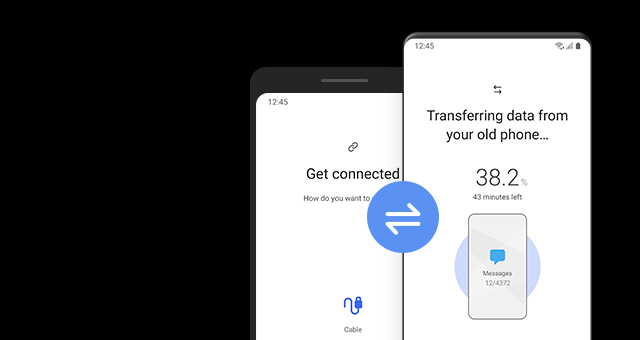 12:45
Get connected
How do you want to
Cable
12:45
Transferring data from
your old phone...
38.2%
43 minutes left
Messages
12/4372